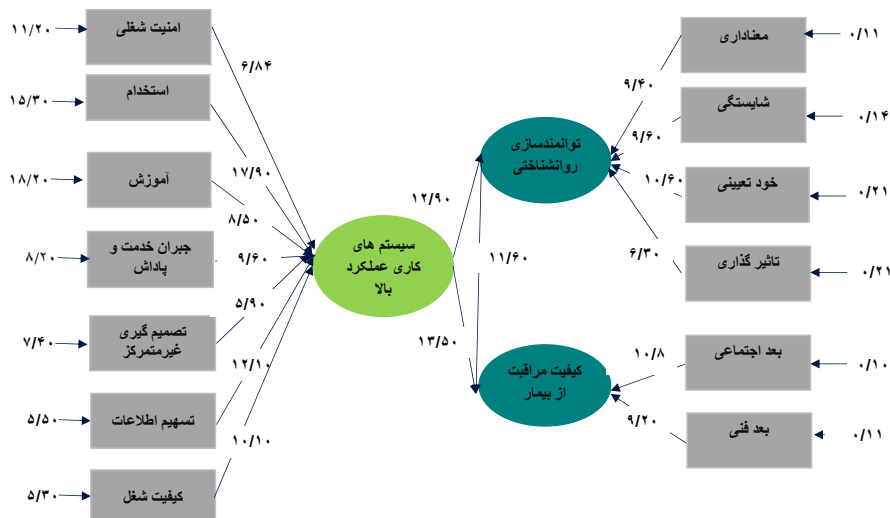 امنیت شغلی
۱۱/۲۰
۶/۸۴
استخدام
۱۵/۳۰
۱۷/۹۰
آموزش
۱۸/۲۰
۸/۵۰
جبران خدمت و
پاداش
۸/۲۰
۹/۶۰
تصمیم گیری
غیرمتمرکز
۷/۴۰
۵/۹۰
تسهیم اطلاعات
۵/۵۰
۱۲/۱۰
کیفیت شغل
۵/۳۰
۱۰/۱۰
سیستم های
کاری عملکرد
بالا
۱۲/۹۰
۱۱/۶۰
۱۳/۵۰
توانمندسازی
روانشناختی
کیفیت مراقبت
از بیمار
معناداری
۰/۱۱
۹/۴۰
شایستگی
۰/۱۴
۹/۶۰
خود تعیینی
۰/۲۱
۱۰/۶۰
تاثیر گذاری
۰/۲۱
۶/۳۰
بعد اجتماعی
۰/۱۰
۱۰/۸
بعد فنی
۰/۱۱
۹/۲۰